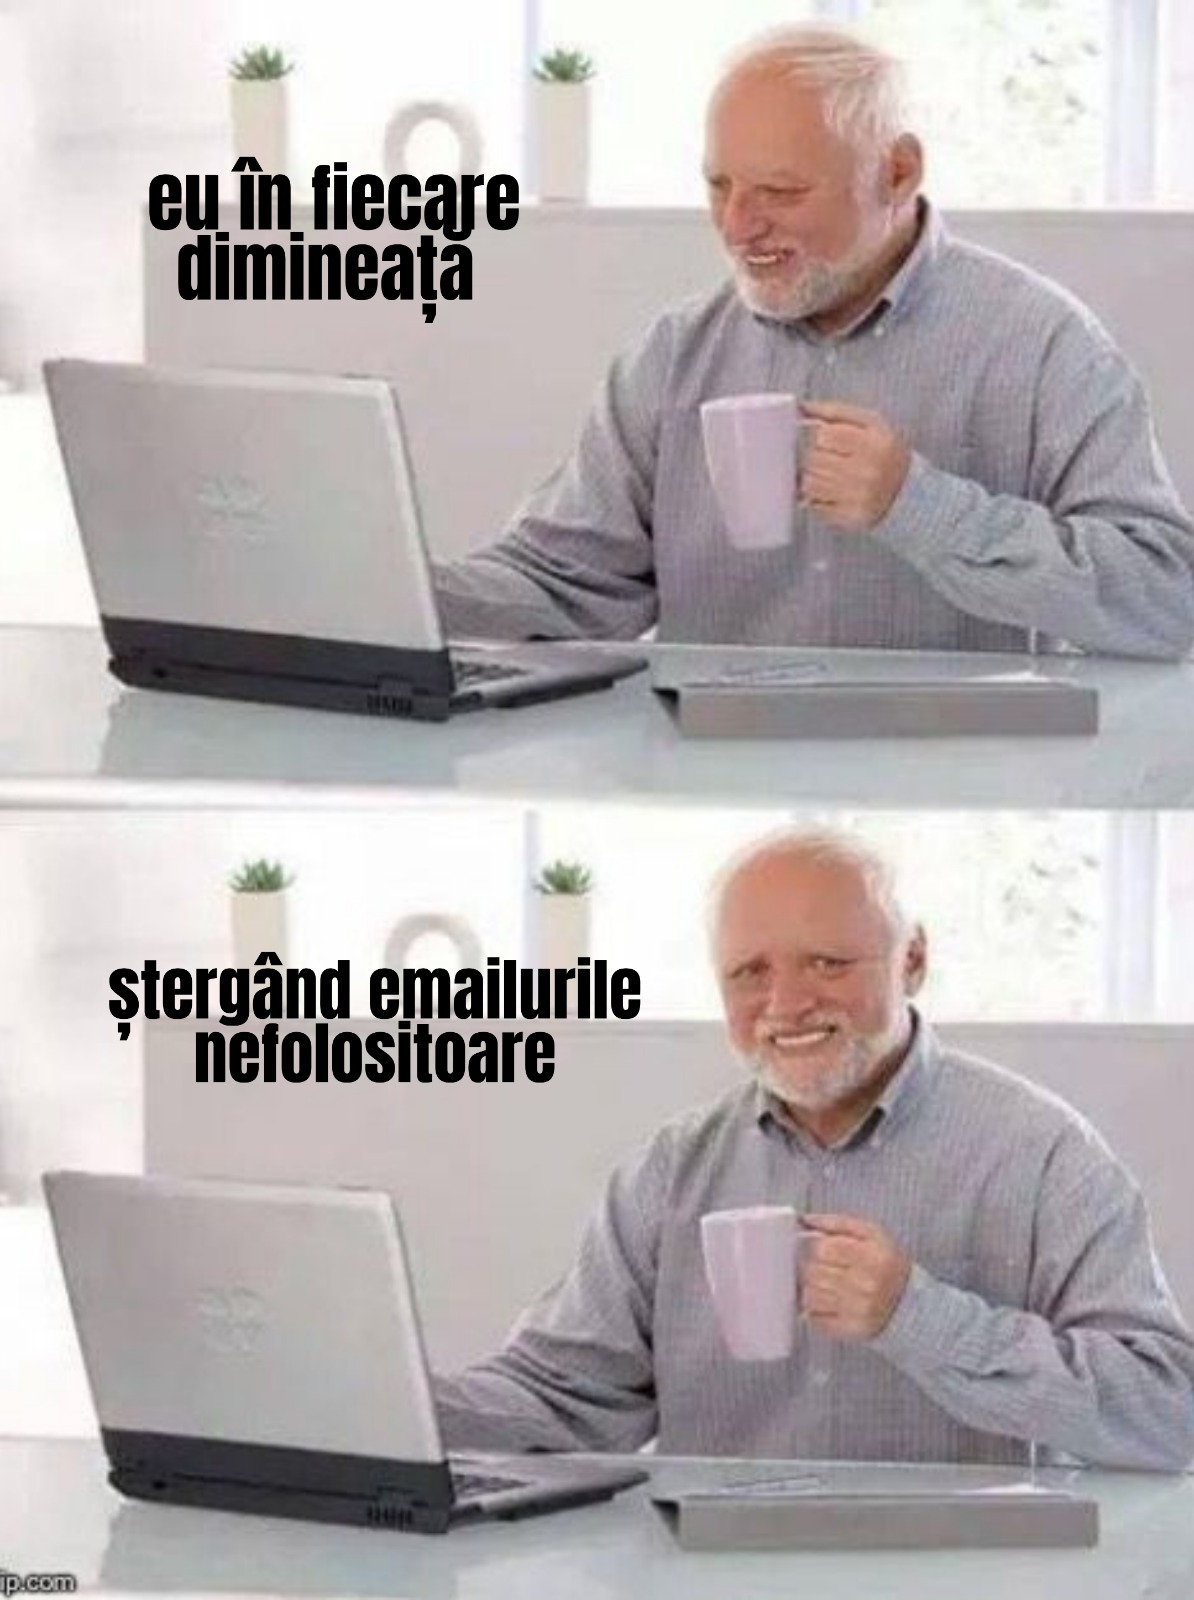 eu în fiecare
dimineață
ștergând emailurile
nefolositoare
ip.com